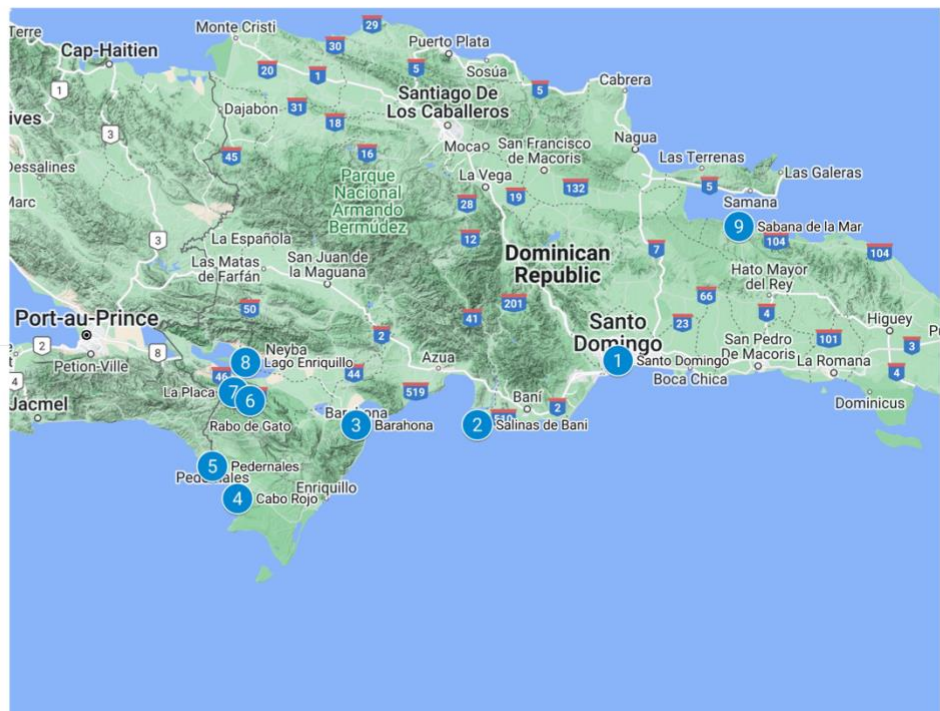 Terre
Monte Cristi
29
30
Cap-Haitien
Puerto Plata
5
Sosúa
20
1
1
Cabrera
5
Dajabon
31
Santiago De
Los Caballeros
ives
3
18
Moca
San Francisco
de Macoris
Nagua
45
16
Las Terrenas
Las Galeras
Dessalines
Parque
Nacional
Armando
Bermúdez
La Vega
132
5
19
Samana
28
Marc
9
Sabana de la Mar
3
La Española
12
104
104
Las Matas
de Farfán
San Juan de
la Maguana
Dominican
Republic
7
Hato Mayor
del Rey
50
201
66
Port-au-Prince
41
Santo
Domingo
23
4
Higuey
2
8
2
Petion-Ville
Neyba
Azua
1
Santo Domingo
San Pedro
De Macoris
101
3
8
Lago Enriquillo
4
46
44
La Romana
4
Boca Chica
La Placa
7
6
519
Baní
2
Dominicus
Jacmel
Rabo de Gato
3
Barahona
2
Salinas de Bani
5
Pedernales
Enriquillo
4
Cabo Rojo